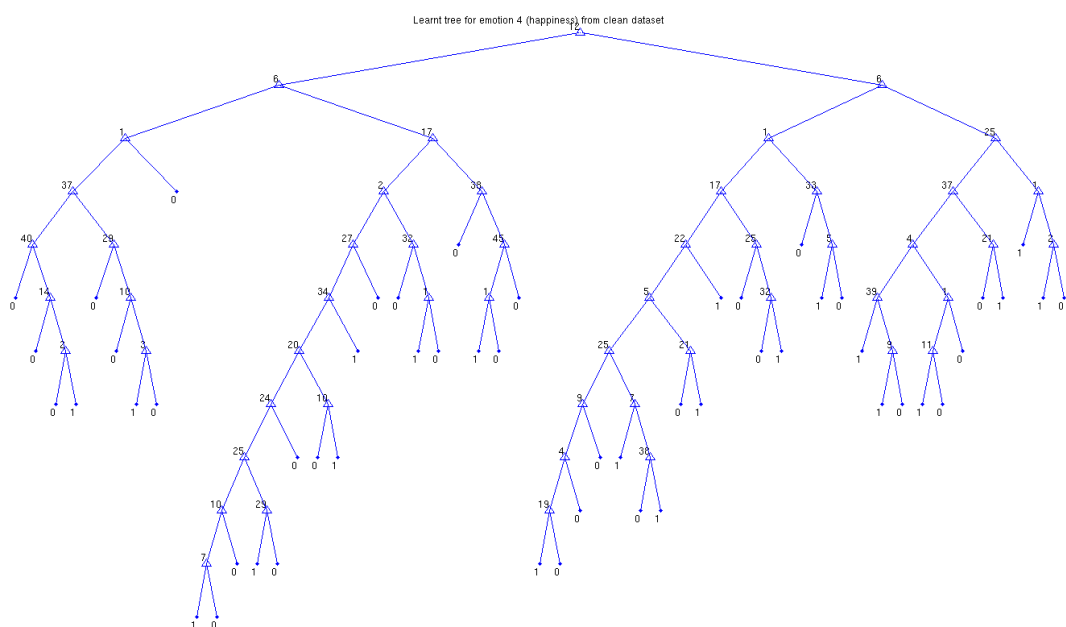 Learnt tree for emotion 4 (happiness) from clean dataset
12
6 6
1 17 1 25
37 0 2 38 17 33 37 1
40 29 27 32 0 45 22 25 0 5 4 21 1 2
0 14 0 10 34 0 0 1 1 0 5 1 0 32 1 0 39 1 0 1 1 0
0 2 0 3 20 1 1 0 1 0 25 21 0 1 1 9 11 0
0 1 1 0 24 10 9 7 0 1 1 0 1 0
25 0 0 1 4 0 1 38
10 29 19 0 0 1
7 0 1 0 1 0
1 0